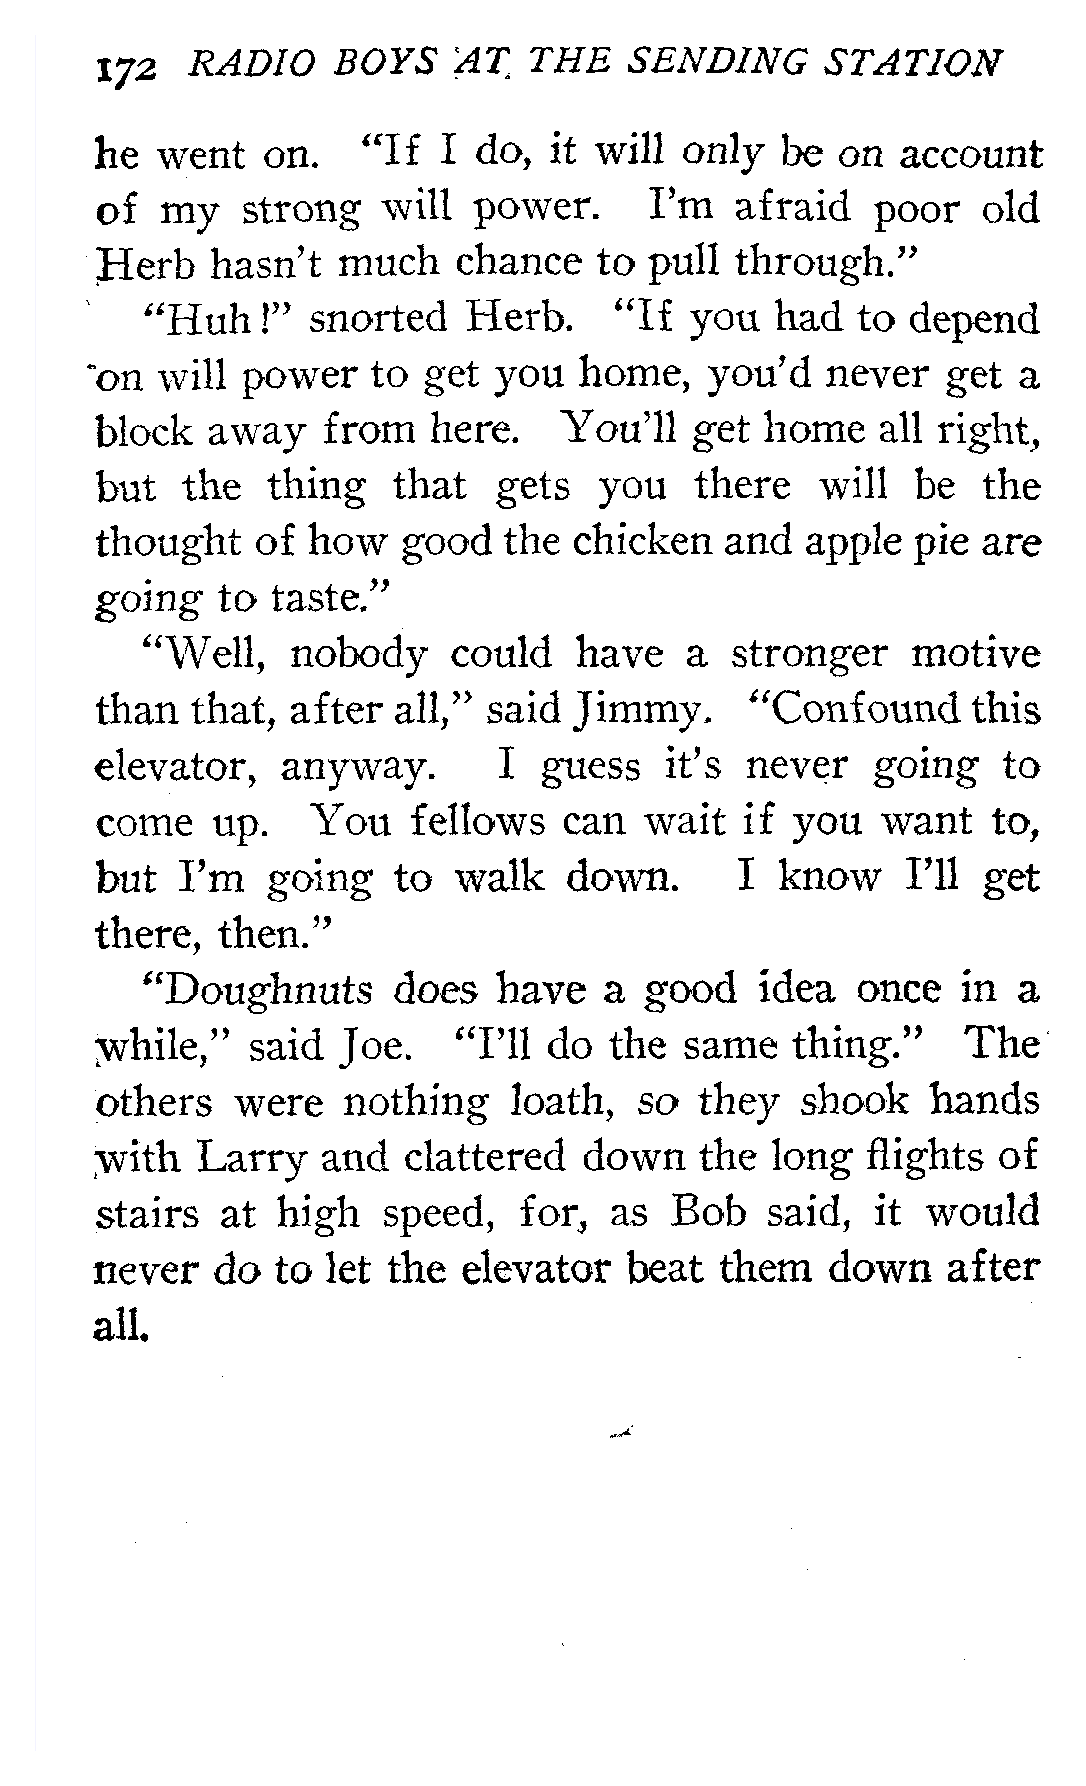 172 RADIO BOYS AT THE SENDING STATION
he went on. “If I do, it will only be on account
of my strong will power. I’m afraid poor old
Herb hasn’t much chance to pull through.”
“Huh!” snorted Herb. “If you had to depend
on will power to get you home, you’d never get a
block away from here. You’ll get home all right,
but the thing that gets you there will be the
thought of how good the chicken and apple pie are
going to taste.”
“Well, nobody could have a stronger motive
than that, after all,” said Jimmy. “Confound this
elevator, anyway. I guess it’s never going to
come up. You fellows can wait if you want to,
but I’m going to walk down. I know I’ll get
there, then.”
“Doughnuts does have a good idea once in a
while,” said Joe. “I’ll do the same thing.” The
others were nothing loath, so they shook hands
with Larry and clattered down the long flights of
stairs at high speed, for, as Bob said, it would
never do to let the elevator beat them down after
all.